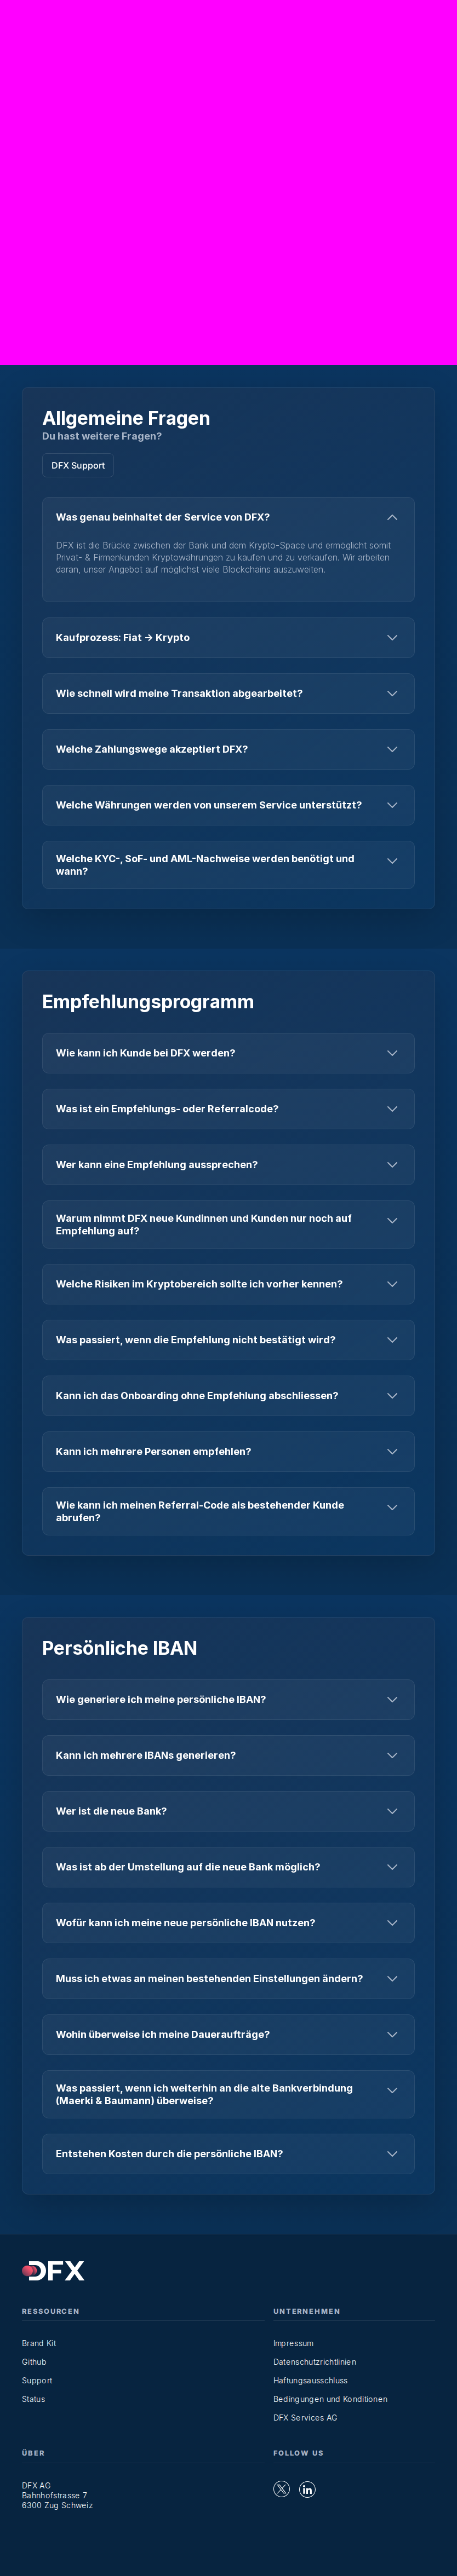 Allgemeine Fragen
Du hast weitere Fragen?
DFX Support
Was genau beinhaltet der Service von DFX?
DFX ist die Brücke zwischen der Bank und dem Krypto-Space und ermöglicht somit
Privat- & Firmenkunden Kryptowährungen zu kaufen und zu verkaufen. Wir arbeiten
daran, unser Angebot auf möglichst viele Blockchains auszuweiten.
Kaufprozess: Fiat → Krypto
Wie schnell wird meine Transaktion abgearbeitet?
Welche Zahlungswege akzeptiert DFX?
Welche Währungen werden von unserem Service unterstützt?
Welche KYC-, SoF- und AML-Nachweise werden benötigt und
wann?
Empfehlungsprogramm
Wie kann ich Kunde bei DFX werden?
Was ist ein Empfehlungs- oder Referralcode?
Wer kann eine Empfehlung aussprechen?
Warum nimmt DFX neue Kundinnen und Kunden nur noch auf
Empfehlung auf?
Welche Risiken im Kryptobereich sollte ich vorher kennen?
Was passiert, wenn die Empfehlung nicht bestätigt wird?
Kann ich das Onboarding ohne Empfehlung abschliessen?
Kann ich mehrere Personen empfehlen?
Wie kann ich meinen Referral-Code als bestehender Kunde
abrufen?
Persönliche IBAN
Wie generiere ich meine persönliche IBAN?
Kann ich mehrere IBANs generieren?
Wer ist die neue Bank?
Was ist ab der Umstellung auf die neue Bank möglich?
Wofür kann ich meine neue persönliche IBAN nutzen?
Muss ich etwas an meinen bestehenden Einstellungen ändern?
Wohin überweise ich meine Daueraufträge?
Was passiert, wenn ich weiterhin an die alte Bankverbindung
(Maerki & Baumann) überweise?
Entstehen Kosten durch die persönliche IBAN?
DFX
RESSOURCEN
Brand Kit
Github
Support
Status
UNTERNEHMEN
Impressum
Datenschutzrichtlinien
Haftungsausschluss
Bedingungen und Konditionen
DFX Services AG
ÜBER
DFX AG
Bahnhofstrasse 7
6300 Zug Schweiz
FOLLOW US